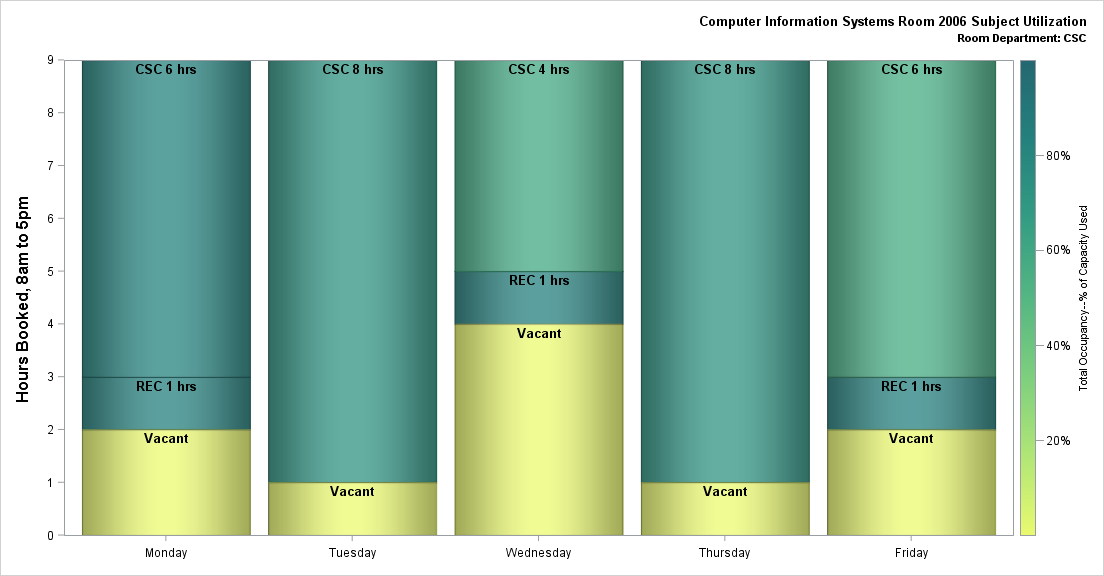 Computer Information Systems Room 2006 Subject Utilization
Room Department: CSC
Hours Booked, 8am to 5pm
9
8
7
6
5
4
3
2
1
0
CSC 6 hrs
REC 1 hrs
Vacant
CSC 8 hrs
Vacant
CSC 4 hrs
REC 1 hrs
Vacant
CSC 8 hrs
Vacant
CSC 6 hrs
REC 1 hrs
Vacant
Monday
Tuesday
Wednesday
Thursday
Friday
80%
60%
40%
20%
Total Occupancy--% of Capacity Used